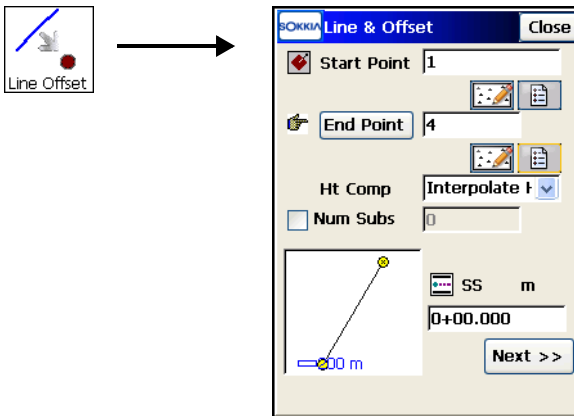 Line Offset
SOKKIA Line & Offset Close
Start Point 1
End Point 4
Ht Comp Interpolate H
Num Subs 0
SS m
0+00.000
00 m
Next >>